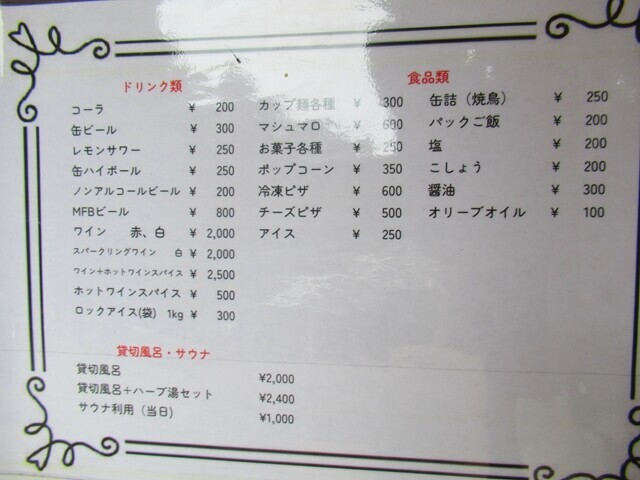 ドリンク類
コーラ ¥ 200
缶ビール ¥ 300
レモンサワー ¥ 250
缶ハイボール ¥ 250
ノンアルコールビール ¥ 200
MFBビール ¥ 800
ワイン 赤、白 ¥ 2,000
スパークリングワイン 白 ¥ 2,000
ワイン+ホットワインスパイス ¥ 2,500
ホットワインスパイス ¥ 500
ロックアイス(袋) 1kg ¥ 300
食品類
カップ麺各種 ¥ 300
マシュマロ ¥ 600
お菓子各種 ¥ 250
ポップコーン ¥ 350
冷凍ピザ ¥ 600
チーズピザ ¥ 500
アイス ¥ 250
缶詰（焼鳥） ¥ 250
パックご飯 ¥ 200
塩 ¥ 200
こしょう ¥ 200
醤油 ¥ 300
オリーブオイル ¥ 100
貸切風呂・サウナ
貸切風呂 ¥2,000
貸切風呂+ハーブ湯セット ¥2,400
サウナ利用（当日） ¥1,000